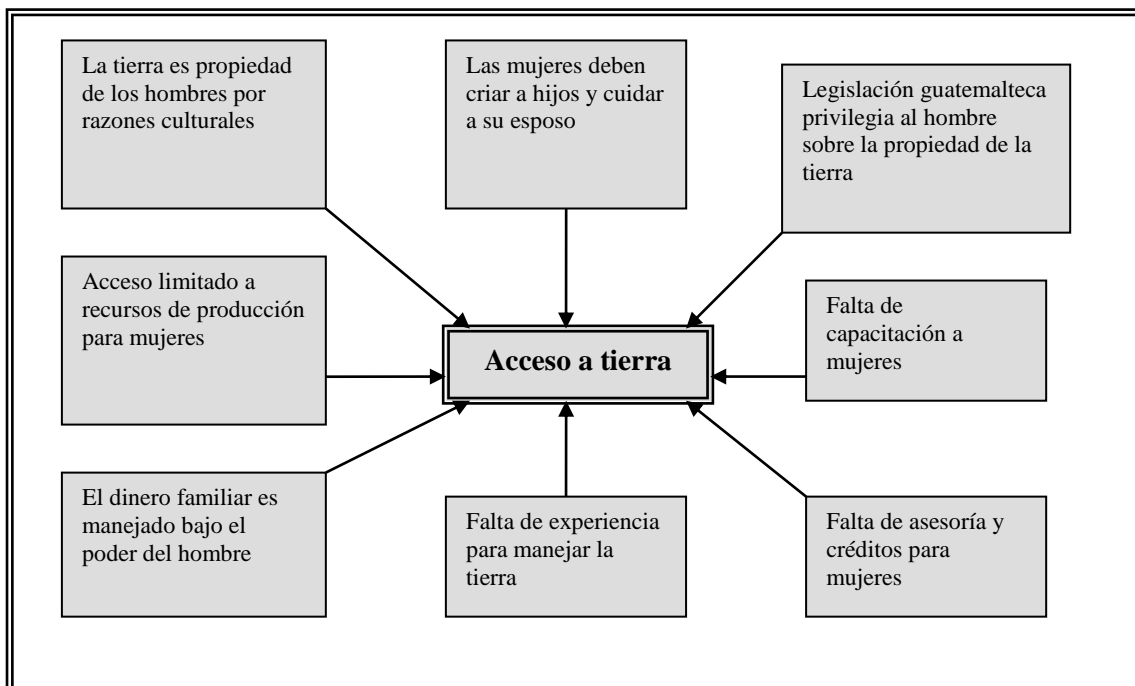 La tierra es propiedad
de los hombres por
razones culturales
Las mujeres deben
criar a hijos y cuidar
a su esposo
Legislación guatemalteca
privilegia al hombre
sobre la propiedad de la
tierra
Acceso limitado a
recursos de producción
para mujeres
Acceso a tierra
Falta de
capacitación a
mujeres
El dinero familiar es
manejado bajo el
poder del hombre
Falta de experiencia
para manejar la
tierra
Falta de asesoría y
créditos para
mujeres